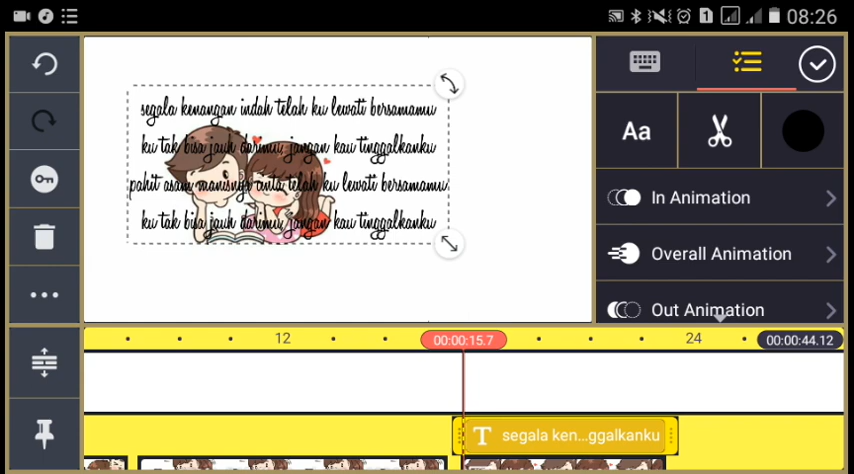 08:26
segala kenangan indah telah ku lewati bersamamu
ku tak bisa jauh darimu, jangan kau tinggalkanku
pahit asam manisnya cinta telah ku lewati bersamamu
ku tak bisa jauh darimu, jangan kau tinggalkanku
Aa
In Animation
Overall Animation
Out Animation
12
00:00:15.7
24
00:00:44.12
T segala ken...ggalkanku